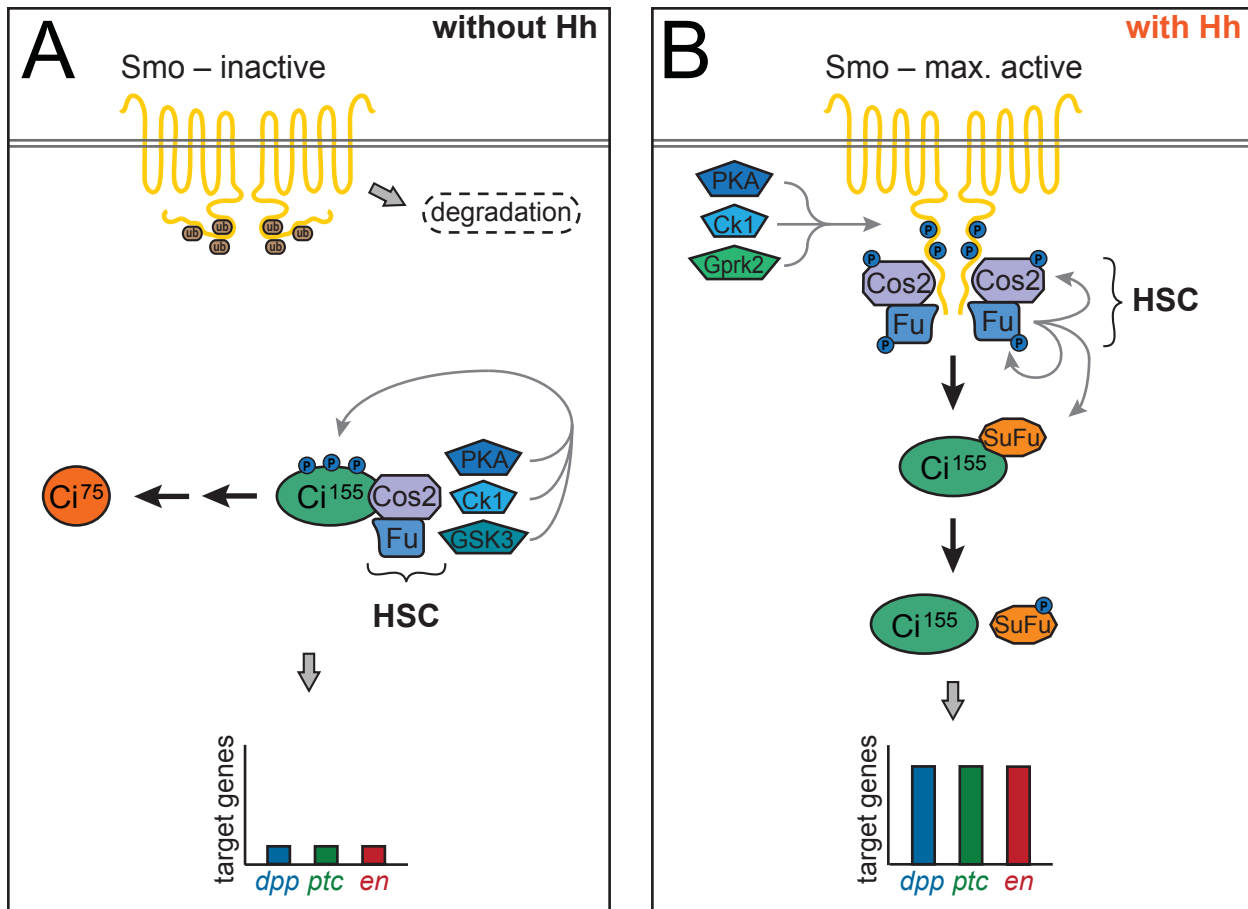 A
without Hh
Smo – inactive
degradation
ub
ub
ub
ub
ub
ub
P
P
P
PKA
Ci75
Ci155
Cos2
Ck1
Fu
GSK3
HSC
target genes
dpp
ptc
en
B
with Hh
Smo – max. active
PKA
Ck1
Gprk2
P
P
P
P
P
P
Cos2
Cos2
HSC
Fu
Fu
P
P
SuFu
Ci155
P
Ci155
SuFu
target genes
dpp
ptc
en